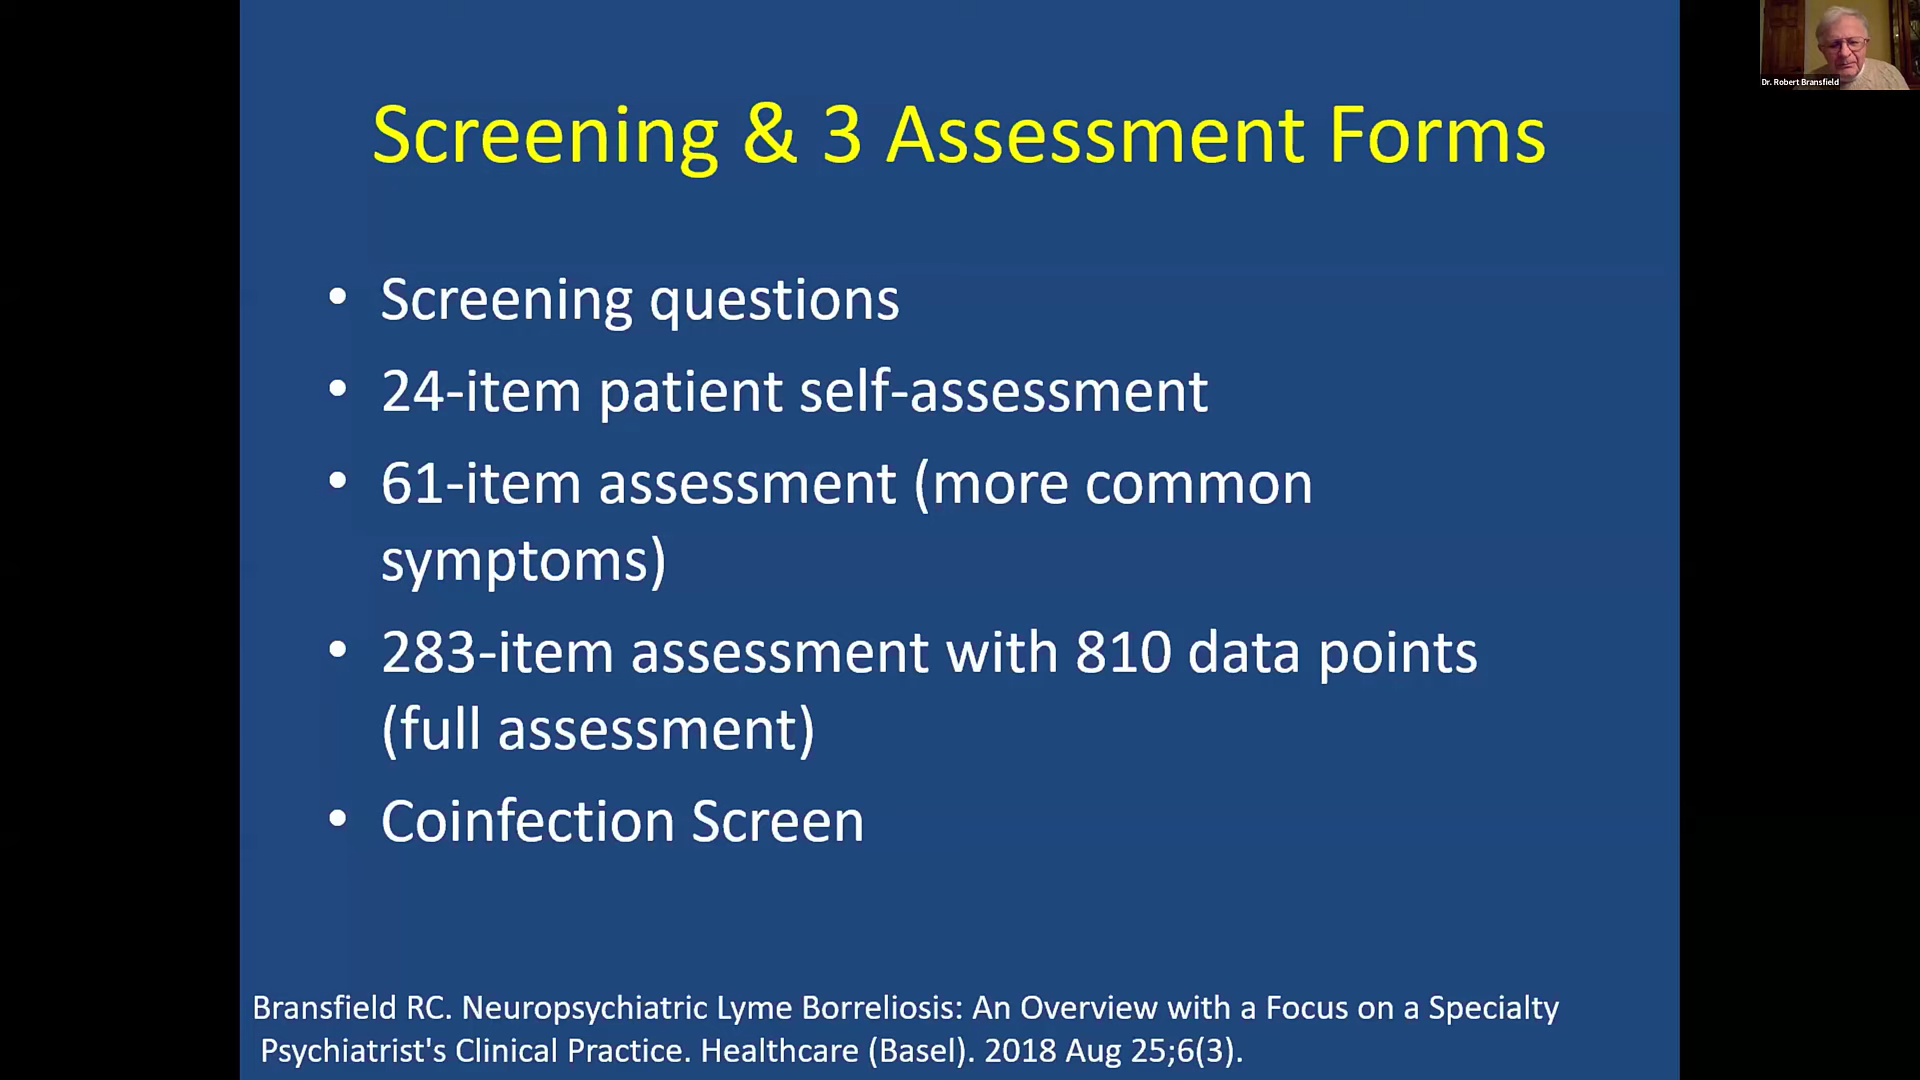 Dr. Robert Bransfield
Screening & 3 Assessment Forms
• Screening questions
• 24-item patient self-assessment
• 61-item assessment (more common
symptoms)
• 283-item assessment with 810 data points
(full assessment)
• Coinfection Screen
Bransfield RC. Neuropsychiatric Lyme Borreliosis: An Overview with a Focus on a Specialty
Psychiatrist's Clinical Practice. Healthcare (Basel). 2018 Aug 25;6(3).